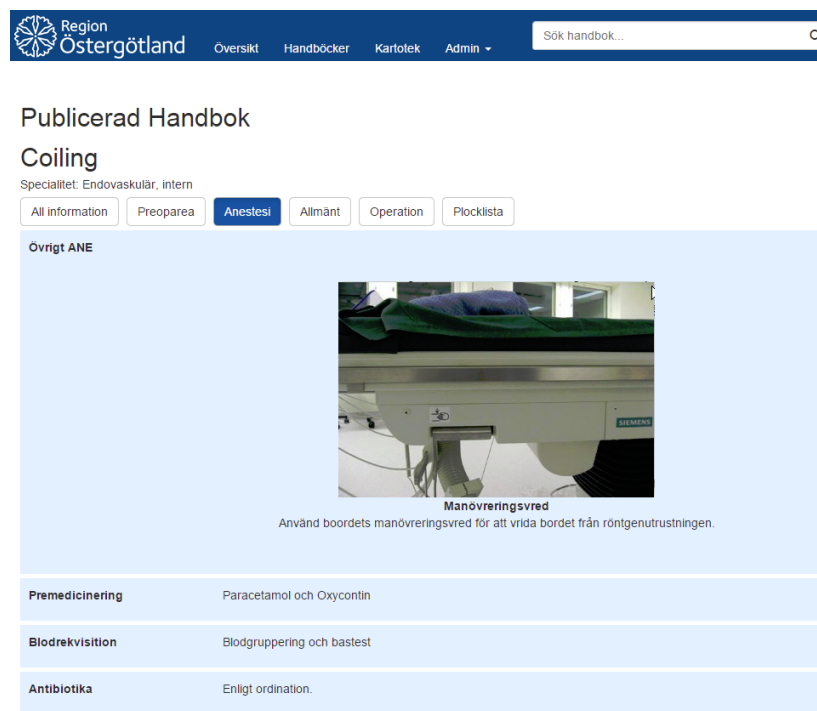 Region
Östergötland
Översikt Handböcker Kartotek Admin
Sök handbok...
Publicerad Handbok
Coiling
Specialitet: Endovaskulär, intern
All information Preoparea Anestesi Allmänt Operation Plocklista
Övrigt ANE
SIEMENS
Manövreringsvred
Använd boordets manövreringsvred för att vrida bordet från röntgenutrustningen.
Premedicinering Paracetamol och Oxycontin
Blodrekvisition Blodgruppering och bastest
Antibiotika Enligt ordination.